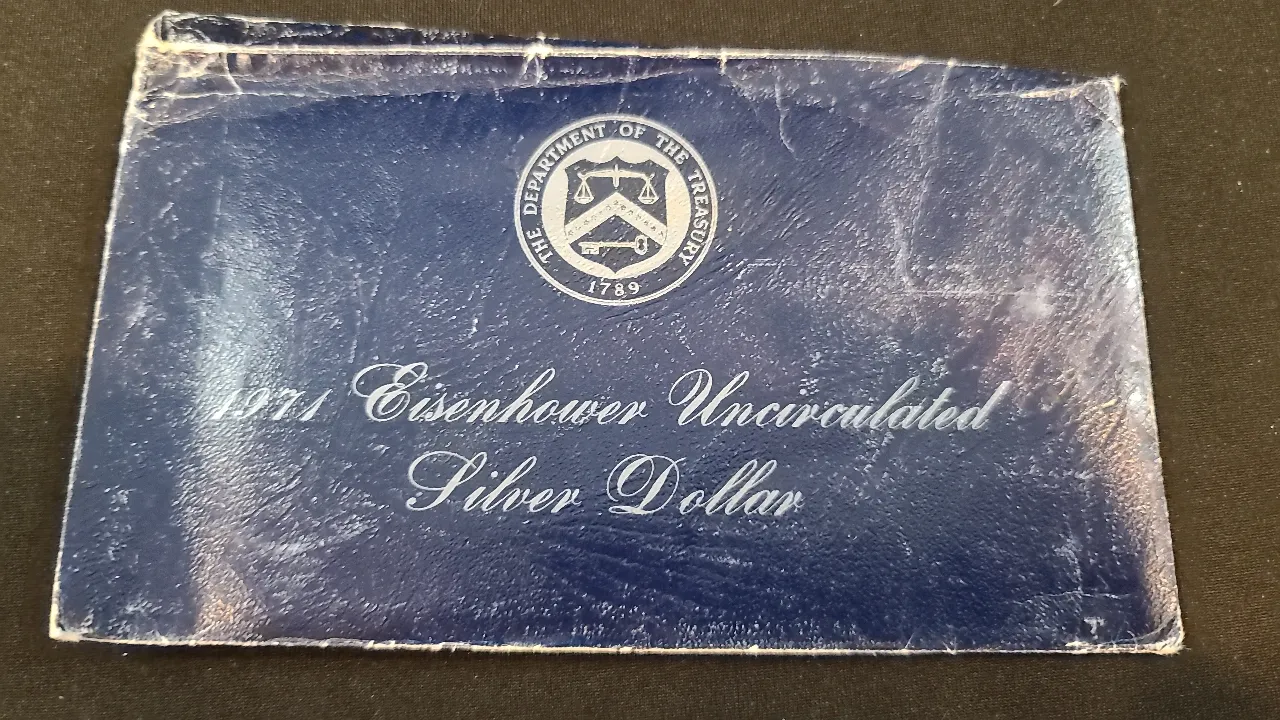 THE DEPARTMENT OF THE TREASURY
1789
1971 Eisenhower Uncirculated
Silver Dollar